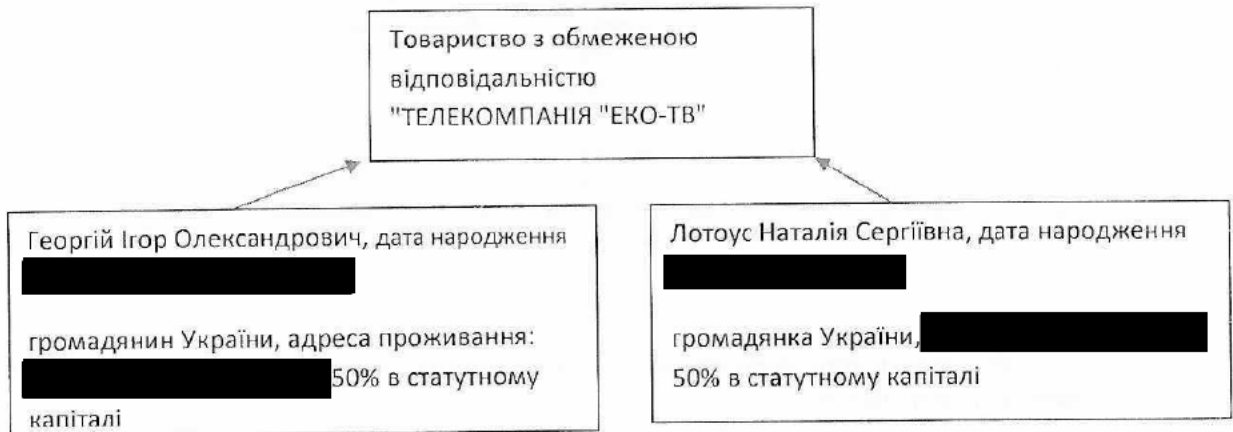 Товариство з обмеженою
відповідальністю
"ТЕЛЕКОМПАНІЯ "ЕКО-ТВ"
Георгій Ігор Олександрович, дата народження
громадянин України, адреса проживання:
50% в статутному
капіталі
Лотоус Наталія Сергіївна, дата народження
громадянка України,
50% в статутному капіталі